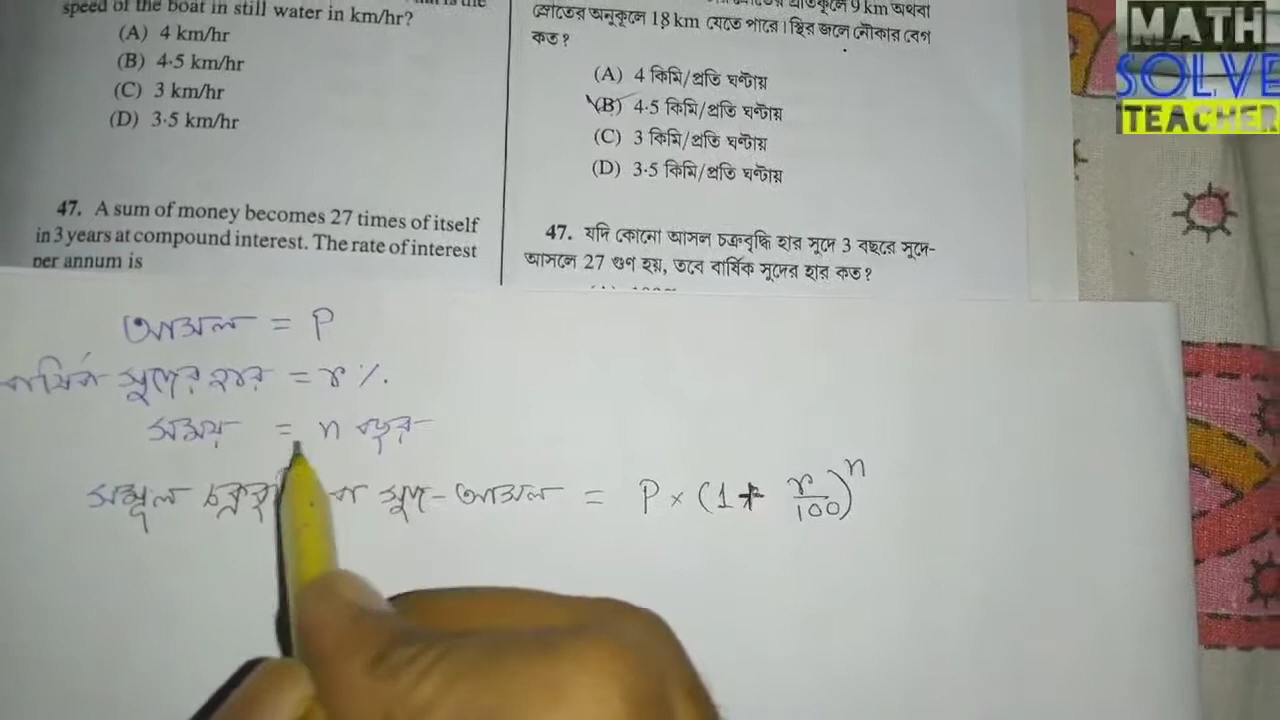 speed of the boat in still water in km/hr?
(A) 4 km/hr
(B) 4·5 km/hr
(C) 3 km/hr
(D) 3·5 km/hr
47. A sum of money becomes 27 times of itself
in 3 years at compound interest. The rate of interest
per annum is
9 km অথবা
স্রোতের অনুকূলে 18 km যেতে পারে। স্থির জলে নৌকার বেগ
কত?
(A) 4 কিমি/প্রতি ঘণ্টায়
(B) 4·5 কিমি/প্রতি ঘণ্টায়
(C) 3 কিমি/প্রতি ঘণ্টায়
(D) 3·5 কিমি/প্রতি ঘণ্টায়
47. যদি কোনো আসল চক্রবৃদ্ধি হার সুদে 3 বছরে সুদে-
আসলে 27 গুণ হয়, তবে বার্ষিক সুদের হার কত?
MATH
SOLVE
TEACHER
আসল = P
বার্ষিক সুদের হার = r %.
সময় = n বছর
সমূল সুদ-আসল = P × (1 + r/100)^n